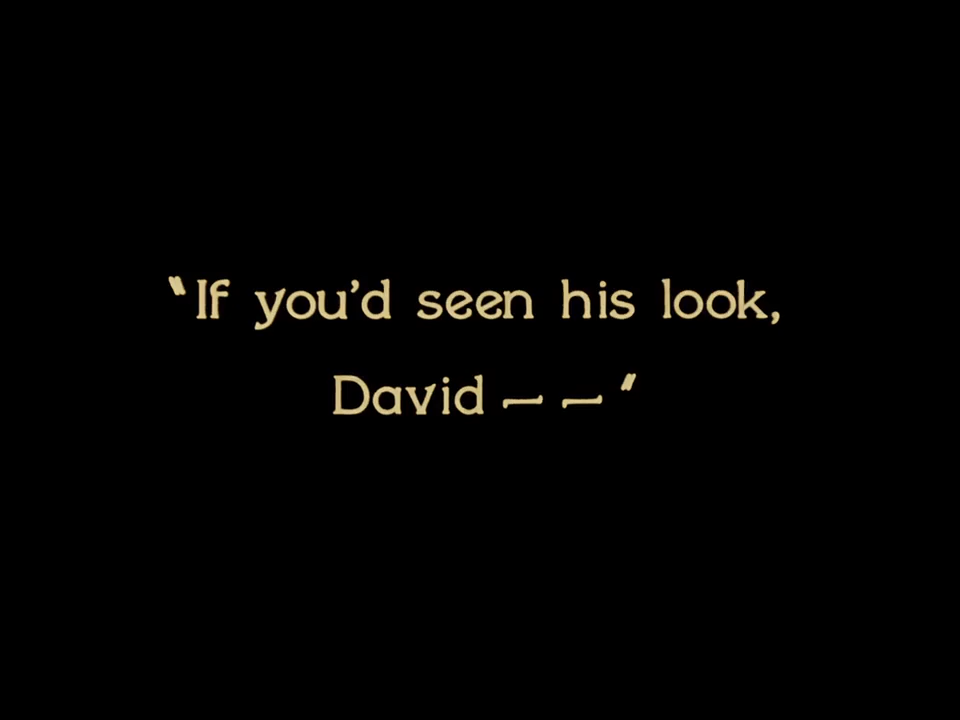 "If you'd seen his look,
David — — "